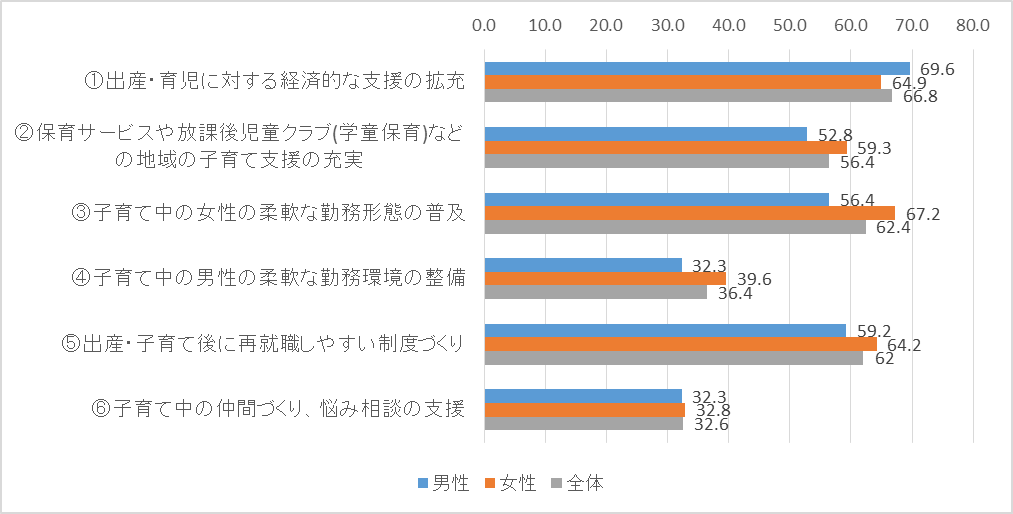 0.0 10.0 20.0 30.0 40.0 50.0 60.0 70.0 80.0
①出産・育児に対する経済的な支援の拡充
69.6
64.9
66.8
②保育サービスや放課後児童クラブ(学童保育)など
の地域の子育て支援の充実
52.8
59.3
56.4
③子育て中の女性の柔軟な勤務形態の普及
56.4
67.2
62.4
④子育て中の男性の柔軟な勤務環境の整備
32.3
39.6
36.4
⑤出産・子育て後に再就職しやすい制度づくり
59.2
64.2
62
⑥子育て中の仲間づくり、悩み相談の支援
32.3
32.8
32.6
男性 女性 全体